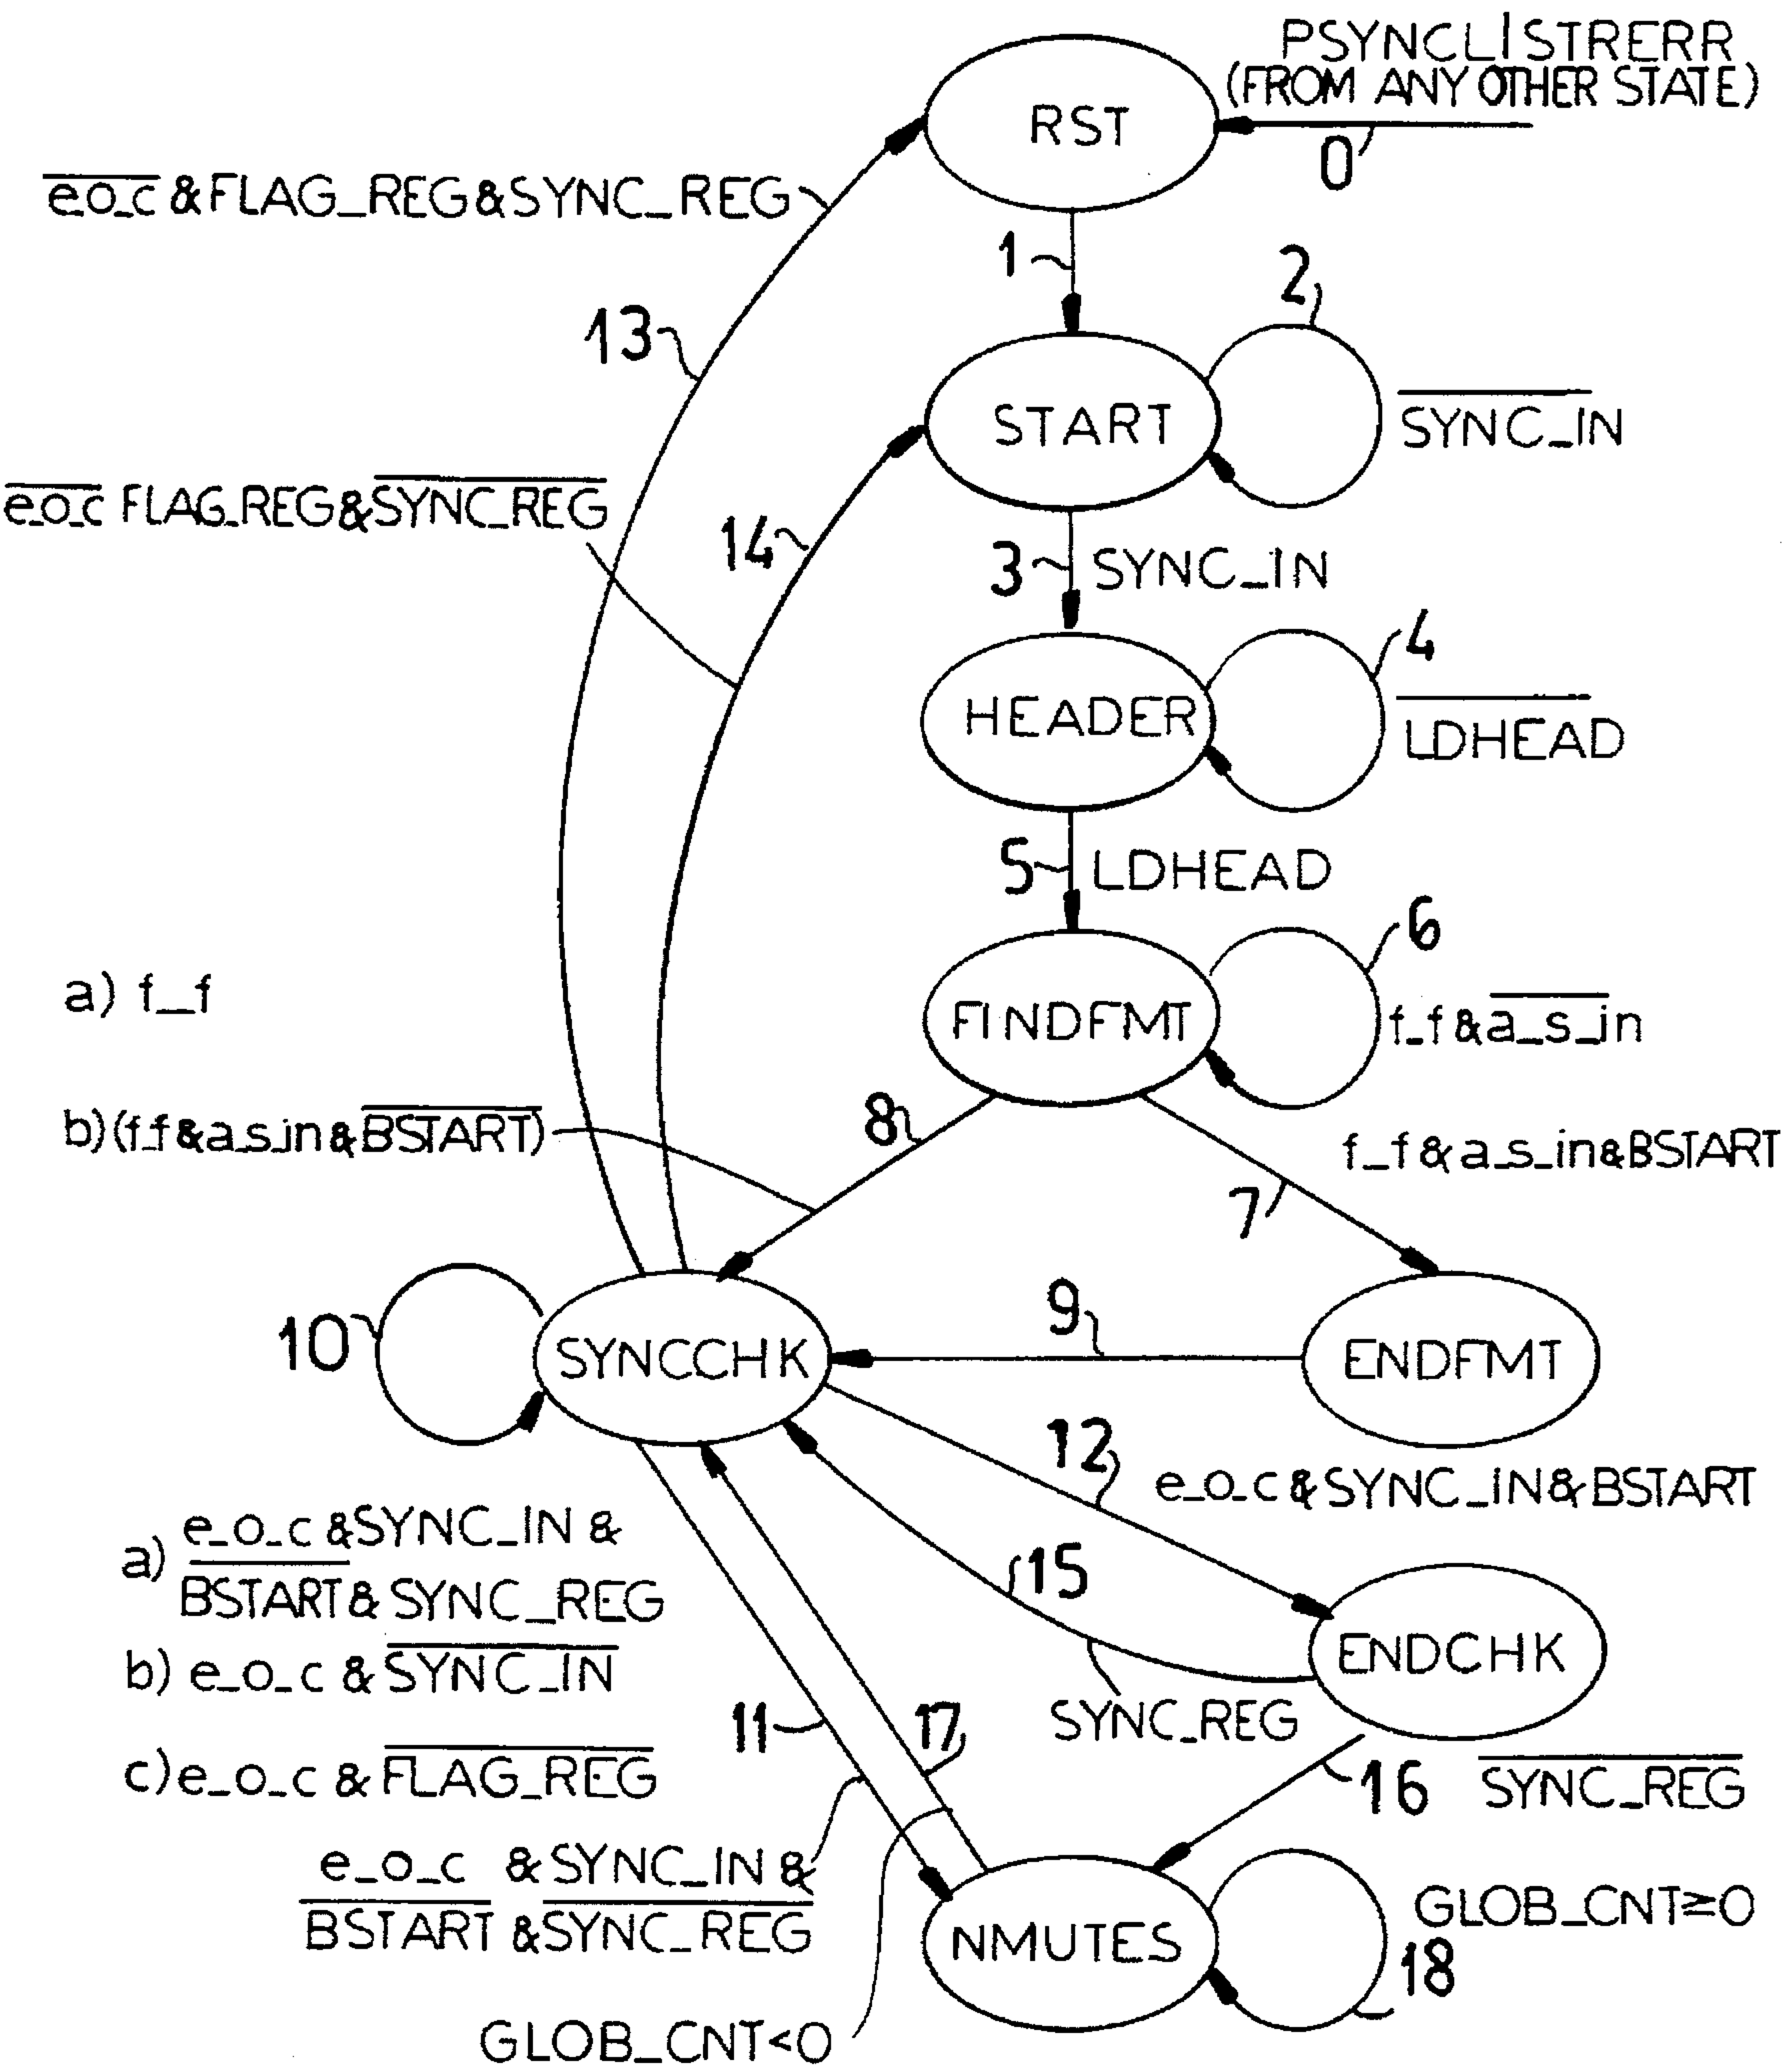 PSYNCL|STRERR
(FROM ANY OTHER STATE)
RST
0
e_o_c & FLAG_REG & SYNC_REG
1
2
13
START
SYNC_IN
e_o_c FLAG_REG & SYNC_REG
14
3
SYNC_IN
4
HEADER
LDHEAD
5
LDHEAD
6
a) f_f
FINDFMT
f_f & a_s_in
b) (f_f & a_s_in & BSTART)
8
f_f & a_s_in & BSTART
7
10
SYNCCHK
9
ENDFMT
12
e_o_c & SYNC_IN & BSTART
a) e_o_c & SYNC_IN &
BSTART & SYNC_REG
15
ENDCHK
b) e_o_c & SYNC_IN
11
17
SYNC_REG
c) e_o_c & FLAG_REG
16
SYNC_REG
e_o_c & SYNC_IN &
BSTART & SYNC_REG
NMUTES
GLOB_CNT≥0
18
GLOB_CNT<0